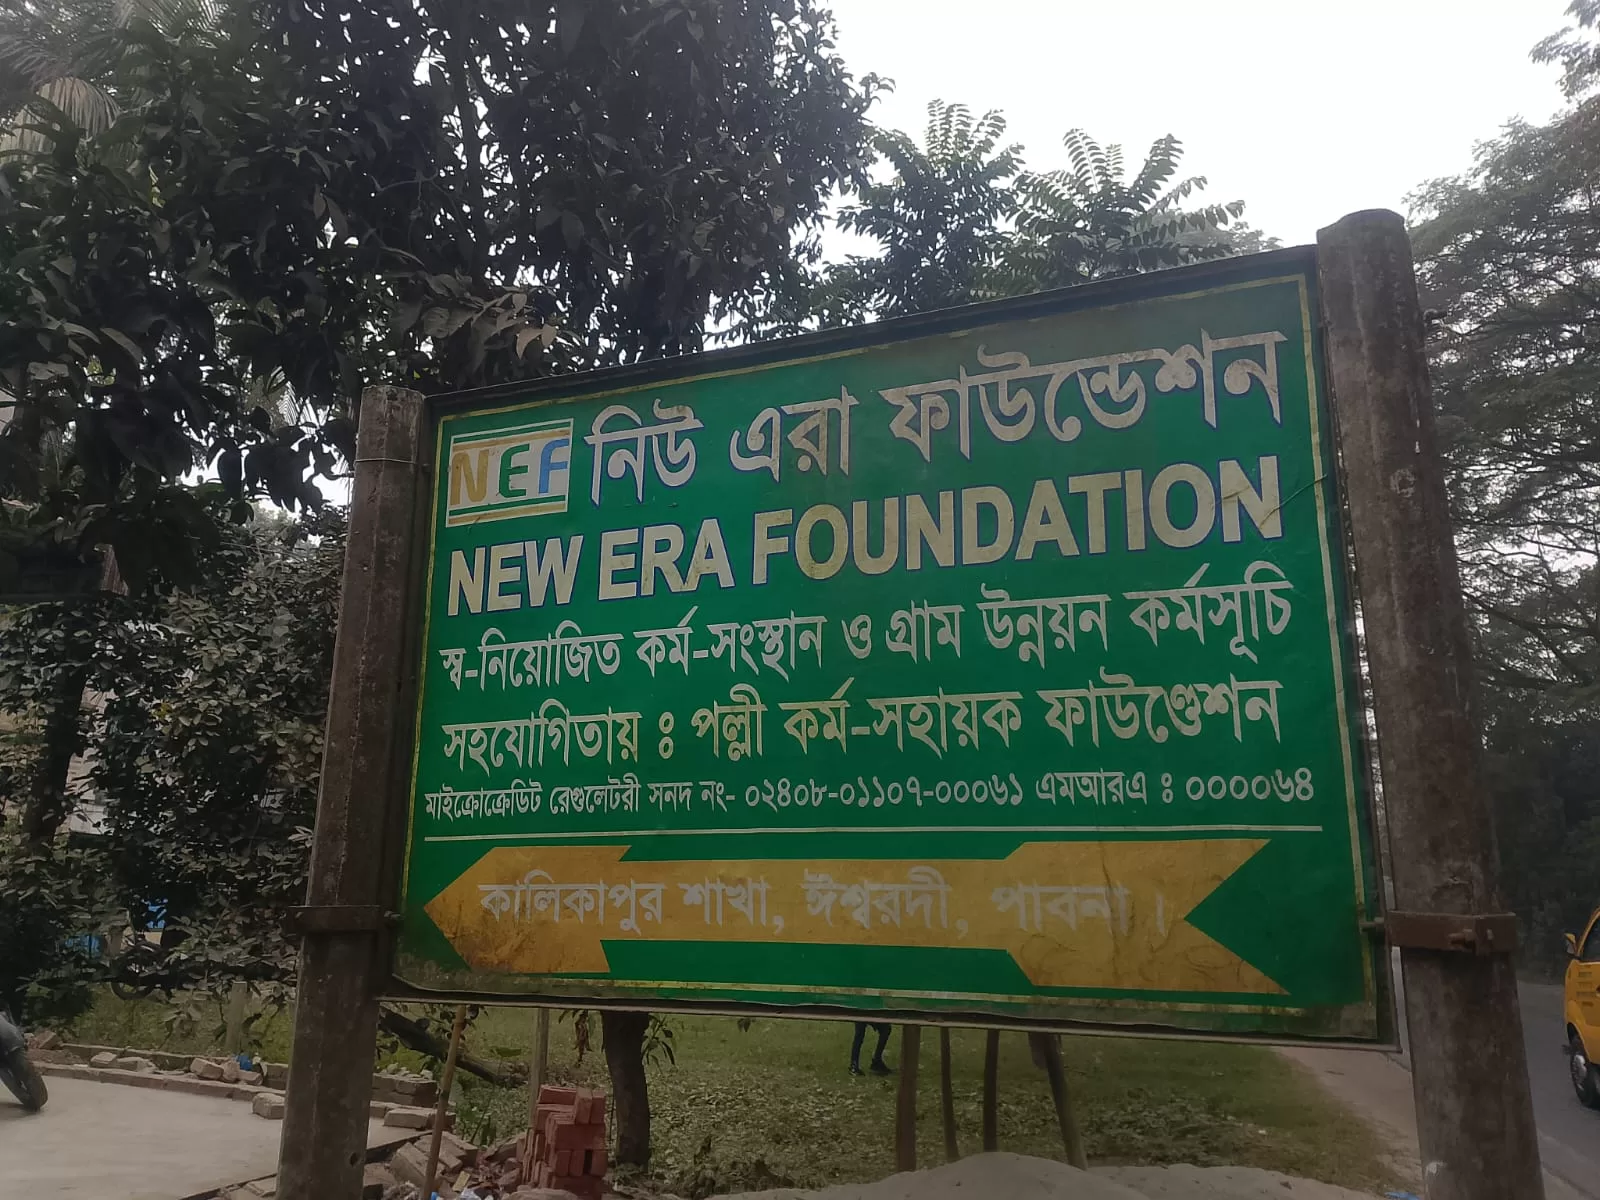 NEF নিউ এরা ফাউন্ডেশন
NEW ERA FOUNDATION
স্ব-নিয়োজিত কর্ম-সংস্থান ও গ্রাম উন্নয়ন কর্মসূচি
সহযোগিতায় ঃ পল্লী কর্ম-সহায়ক ফাউণ্ডেশন
মাইক্রোক্রেডিট রেগুলেটরী সনদ নং- ০২৪০৮-০১১০৭-০০০৬১ এমআরএ ঃ ০০০০৬৪
কালিকাপুর শাখা, ঈশ্বরদী, পাবনা ।